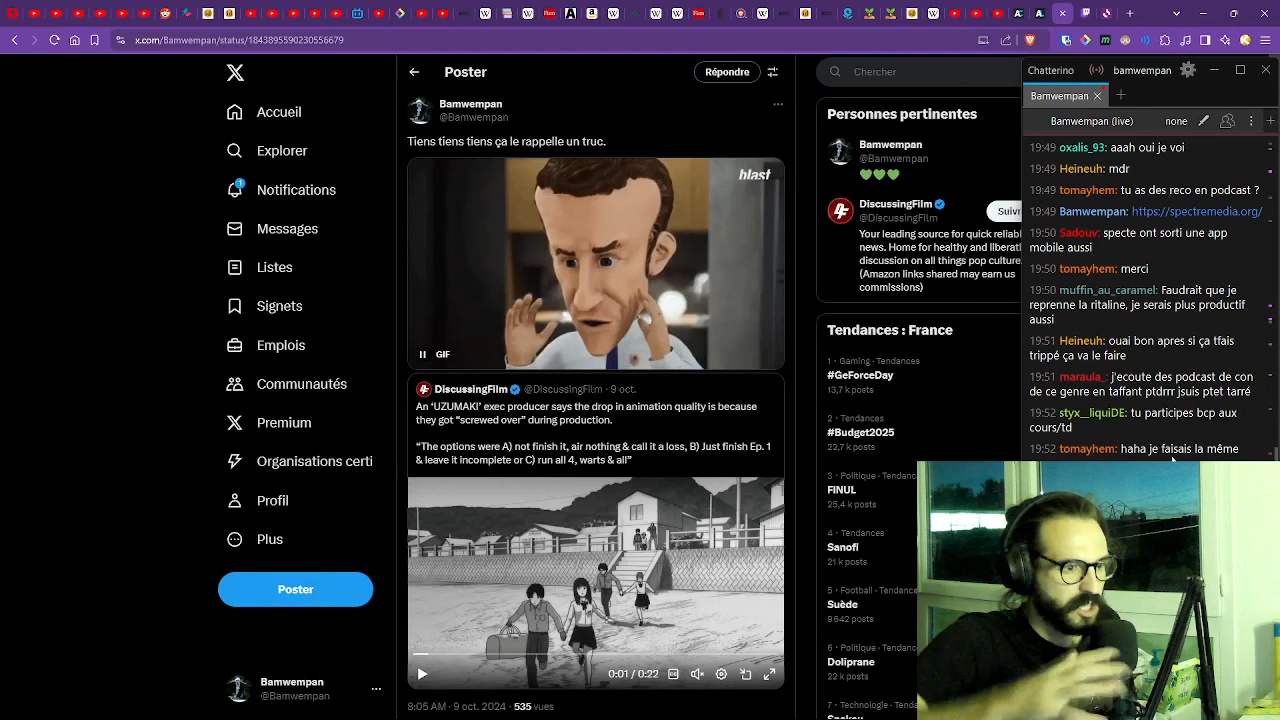 x.com/Bamwempan/status/1843895590230556679
Accueil
Explorer
1
Notifications
Messages
Listes
Signets
Emplois
Communautés
Premium
Organisations certi
Profil
Plus
Poster
Bamwempan
@Bamwempan
Poster
Répondre
Bamwempan
@Bamwempan
Tiens tiens tiens ça le rappelle un truc.
blast
GIF
DiscussingFilm @DiscussingFilm · 9 oct.
An ‘UZUMAKI’ exec producer says the drop in animation quality is because
they got “screwed over” during production.
“The options were A) not finish it, air nothing & call it a loss, B) Just finish Ep. 1
& leave it incomplete or C) run all 4, warts & all”
0:01 / 0:22
8:05 AM · 9 oct. 2024 · 535 vues
Chercher
Personnes pertinentes
Bamwempan
@Bamwempan
DiscussingFilm
@DiscussingFilm
Suivr
Your leading source for quick reliab
news. Home for healthy and liberati
discussion on all things pop culture
(Amazon links shared may earn us
commissions)
Tendances : France
1 · Gaming · Tendances
#GeForceDay
13,7 k posts
2 · Tendances
#Budget2025
22,7 k posts
3 · Politique · Tendanc
FINUL
25,4 k posts
4 · Tendances
Sanofi
21 k posts
5 · Football · Tendance
Suède
9 642 posts
6 · Politique · Tendanc
Doliprane
22 k posts
7 · Technologie · Tenda
Chatterino
bamwempan
Bamwempan
Bamwempan (live)
none
19:49 oxalis_93: aaah oui je voi
19:49 Heineuh: mdr
19:49 tomayhem: tu as des reco en podcast ?
19:49 Bamwempan: https://spectremedia.org/
19:50 Sadouv: specte ont sorti une app
mobile aussi
19:50 tomayhem: merci
19:50 muffin_au_caramel: Faudrait que je
reprenne la ritaline, je serais plus productif
aussi
19:51 Heineuh: ouai bon apres si ça tfais
trippé ça va le faire
19:51 maraula_: j'ecoute des podcast de con
de ce genre en taffant ptdrrr jsuis ptet tarré
19:52 styx_liquiDE: tu participes bcp aux
cours/td
19:52 tomayhem: haha je faisais la même